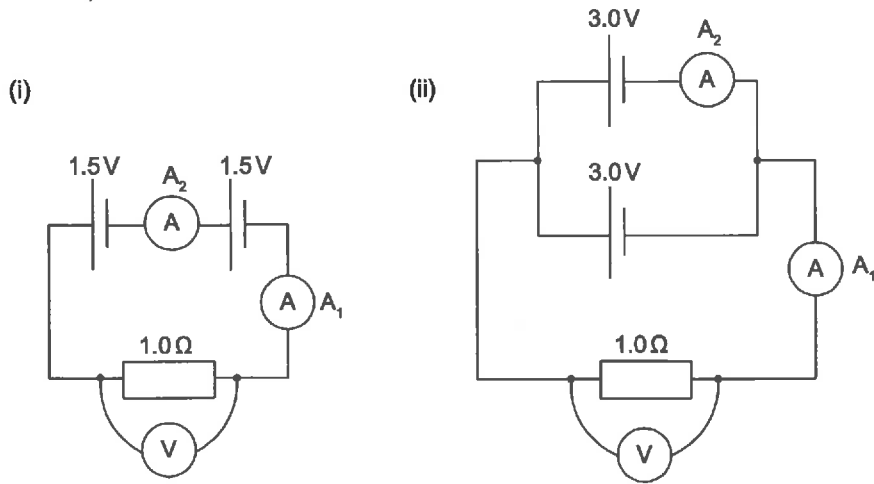 (i)
1.5V 1.5V
A₂
A
A A₁
1.0Ω
V
(ii)
3.0V
A₂
A
3.0V
A A₁
1.0Ω
V